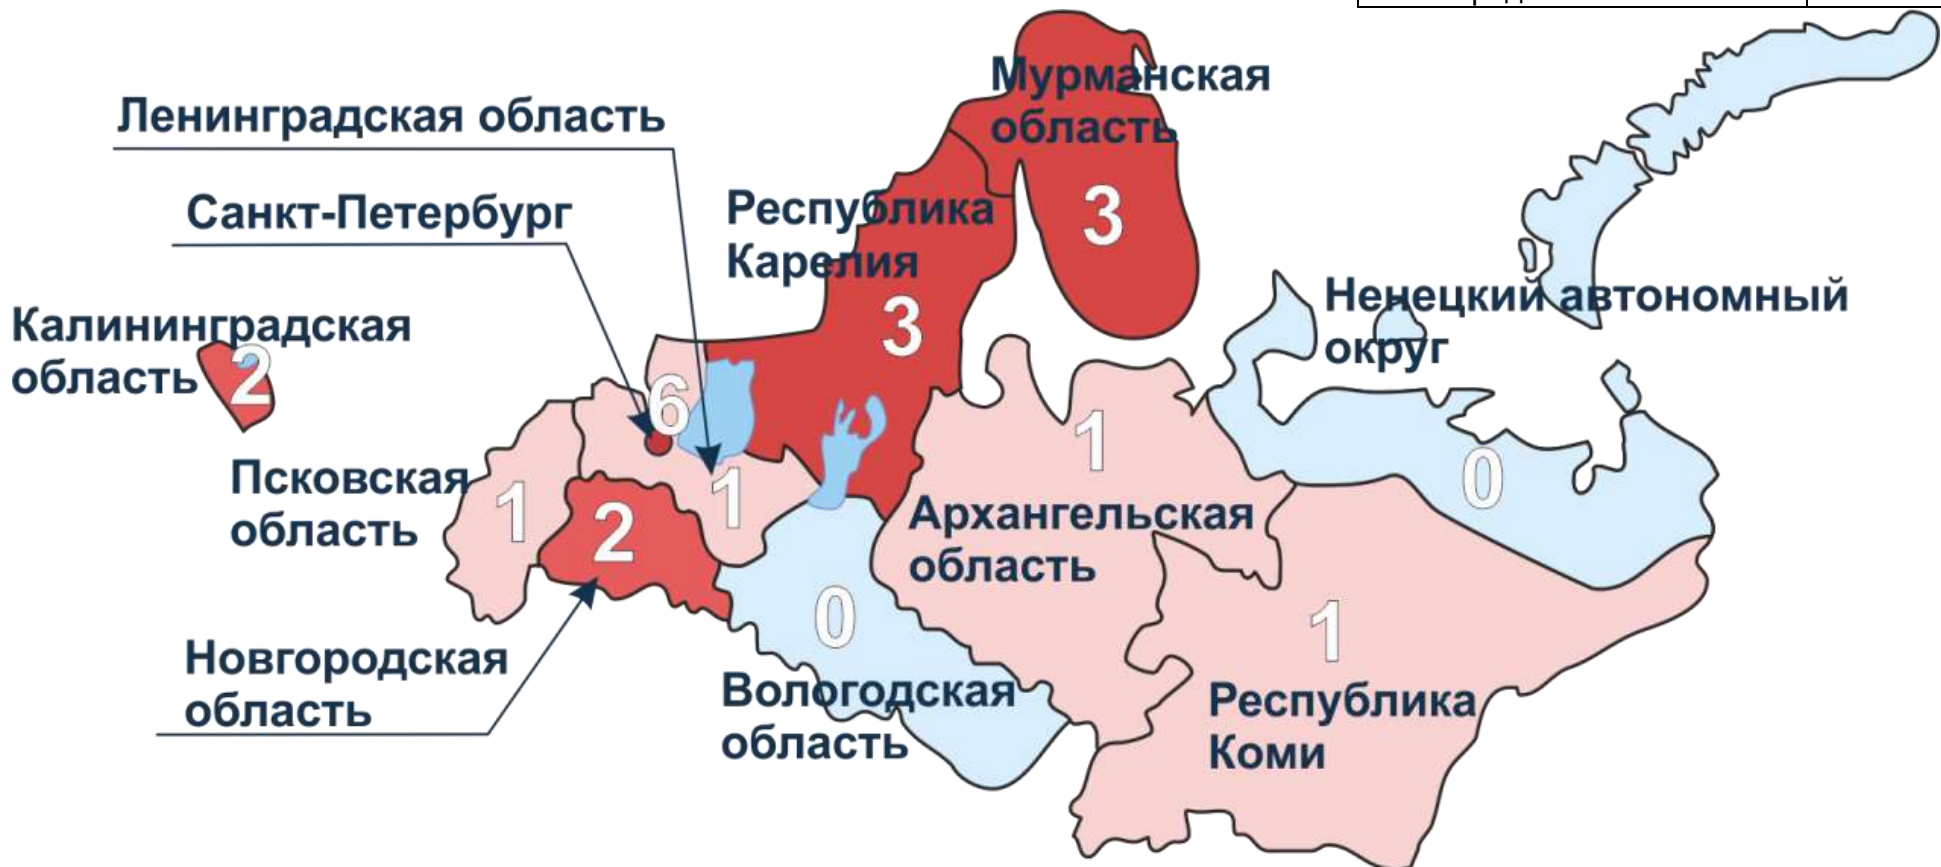 Мурманская
область
3
Ленинградская область
Санкт-Петербург
Республика
Карелия
3
Ненецкий автономный
округ
0
Калининградская
область
2
6
1
Псковская
область
1
2
Архангельская
область
1
Новгородская
область
0
Вологодская
область
1
Республика
Коми